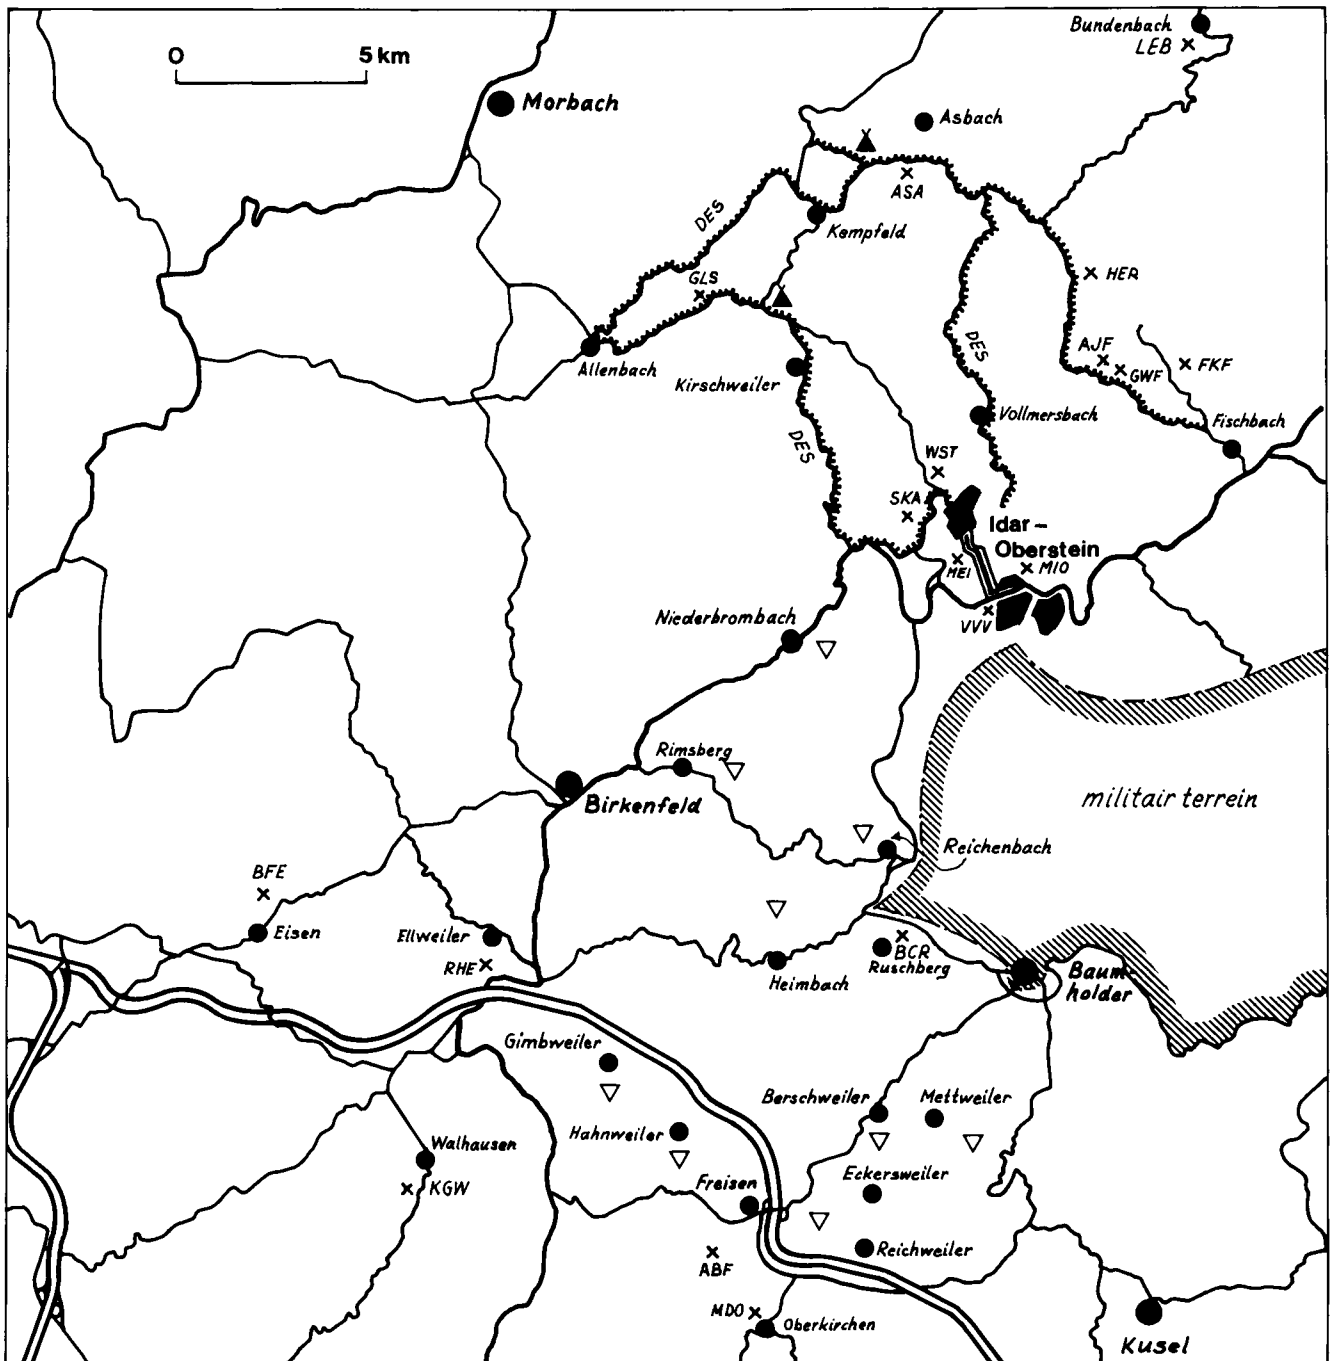 Bundenbach
LEB
0 5 km
Morbach
Asbach
ASA
DES
Kempfeld
GLS
HER
DES
AJF
GWF
FKF
Allenbach
Kirschweiler
Vollmersbach
Fischbach
DES
WST
SKA
Idar-
Oberstein
MEI
MIO
VVV
Niederbrombach
Rimsberg
Birkenfeld
militair terrein
Reichenbach
BFE
Eisen
Ellweiler
RHE
BCR
Ruschberg
Heimbach
Baum-
holder
Gimbweiler
Berschweiler
Mettweiler
Hahnweiler
Walhausen
KGW
Eckersweiler
Freisen
Reichweiler
ABF
MDO
Oberkirchen
Kusel